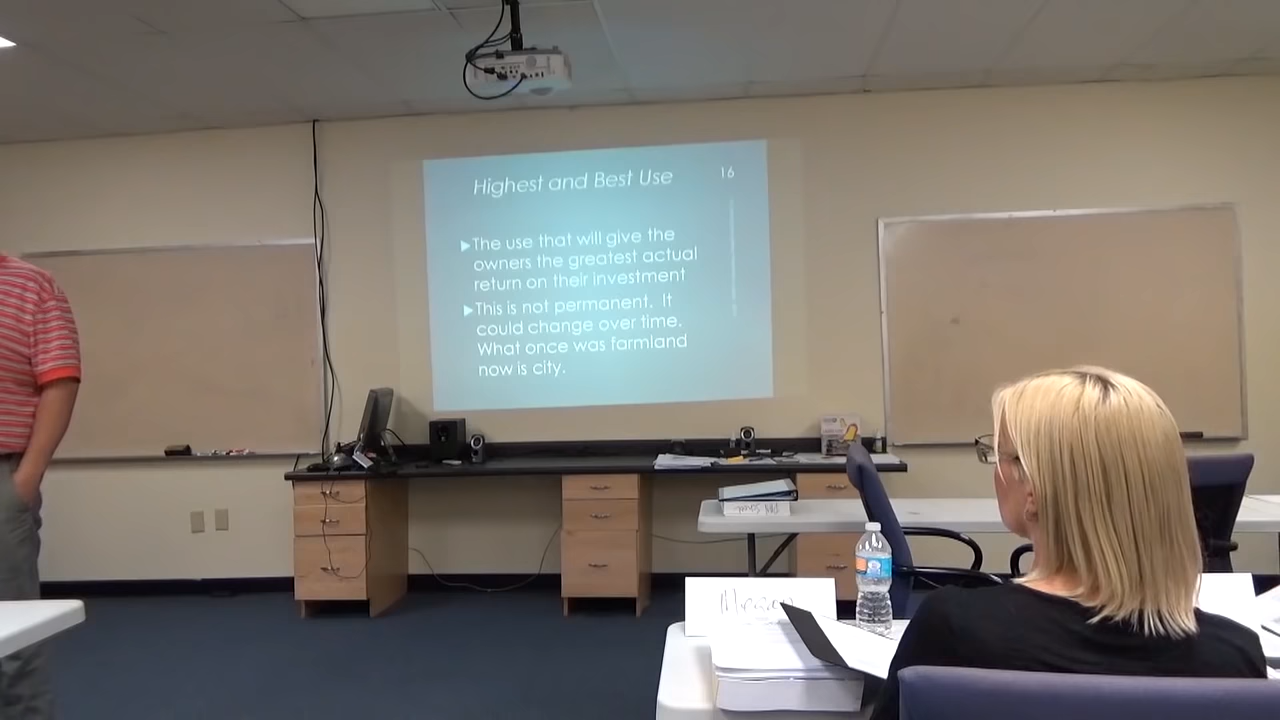 Highest and Best Use
16
▶The use that will give the
owners the greatest actual
return on their investment
▶This is not permanent. It
could change over time.
What once was farmland
now is city.